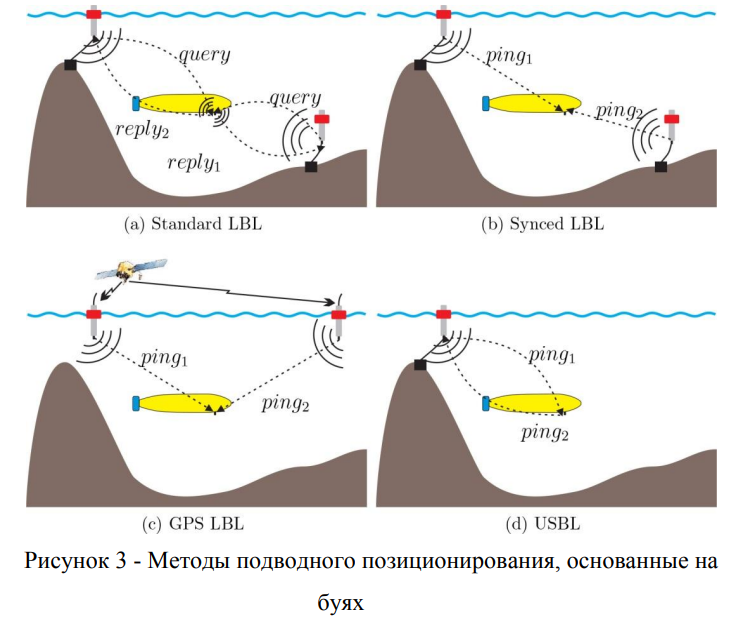 query
query
reply₂
reply₁
(a) Standard LBL
ping₁
ping₂
(b) Synced LBL
ping₁
ping₂
(c) GPS LBL
ping₁
ping₂
(d) USBL
Рисунок 3 - Методы подводного позиционирования, основанные на
буях